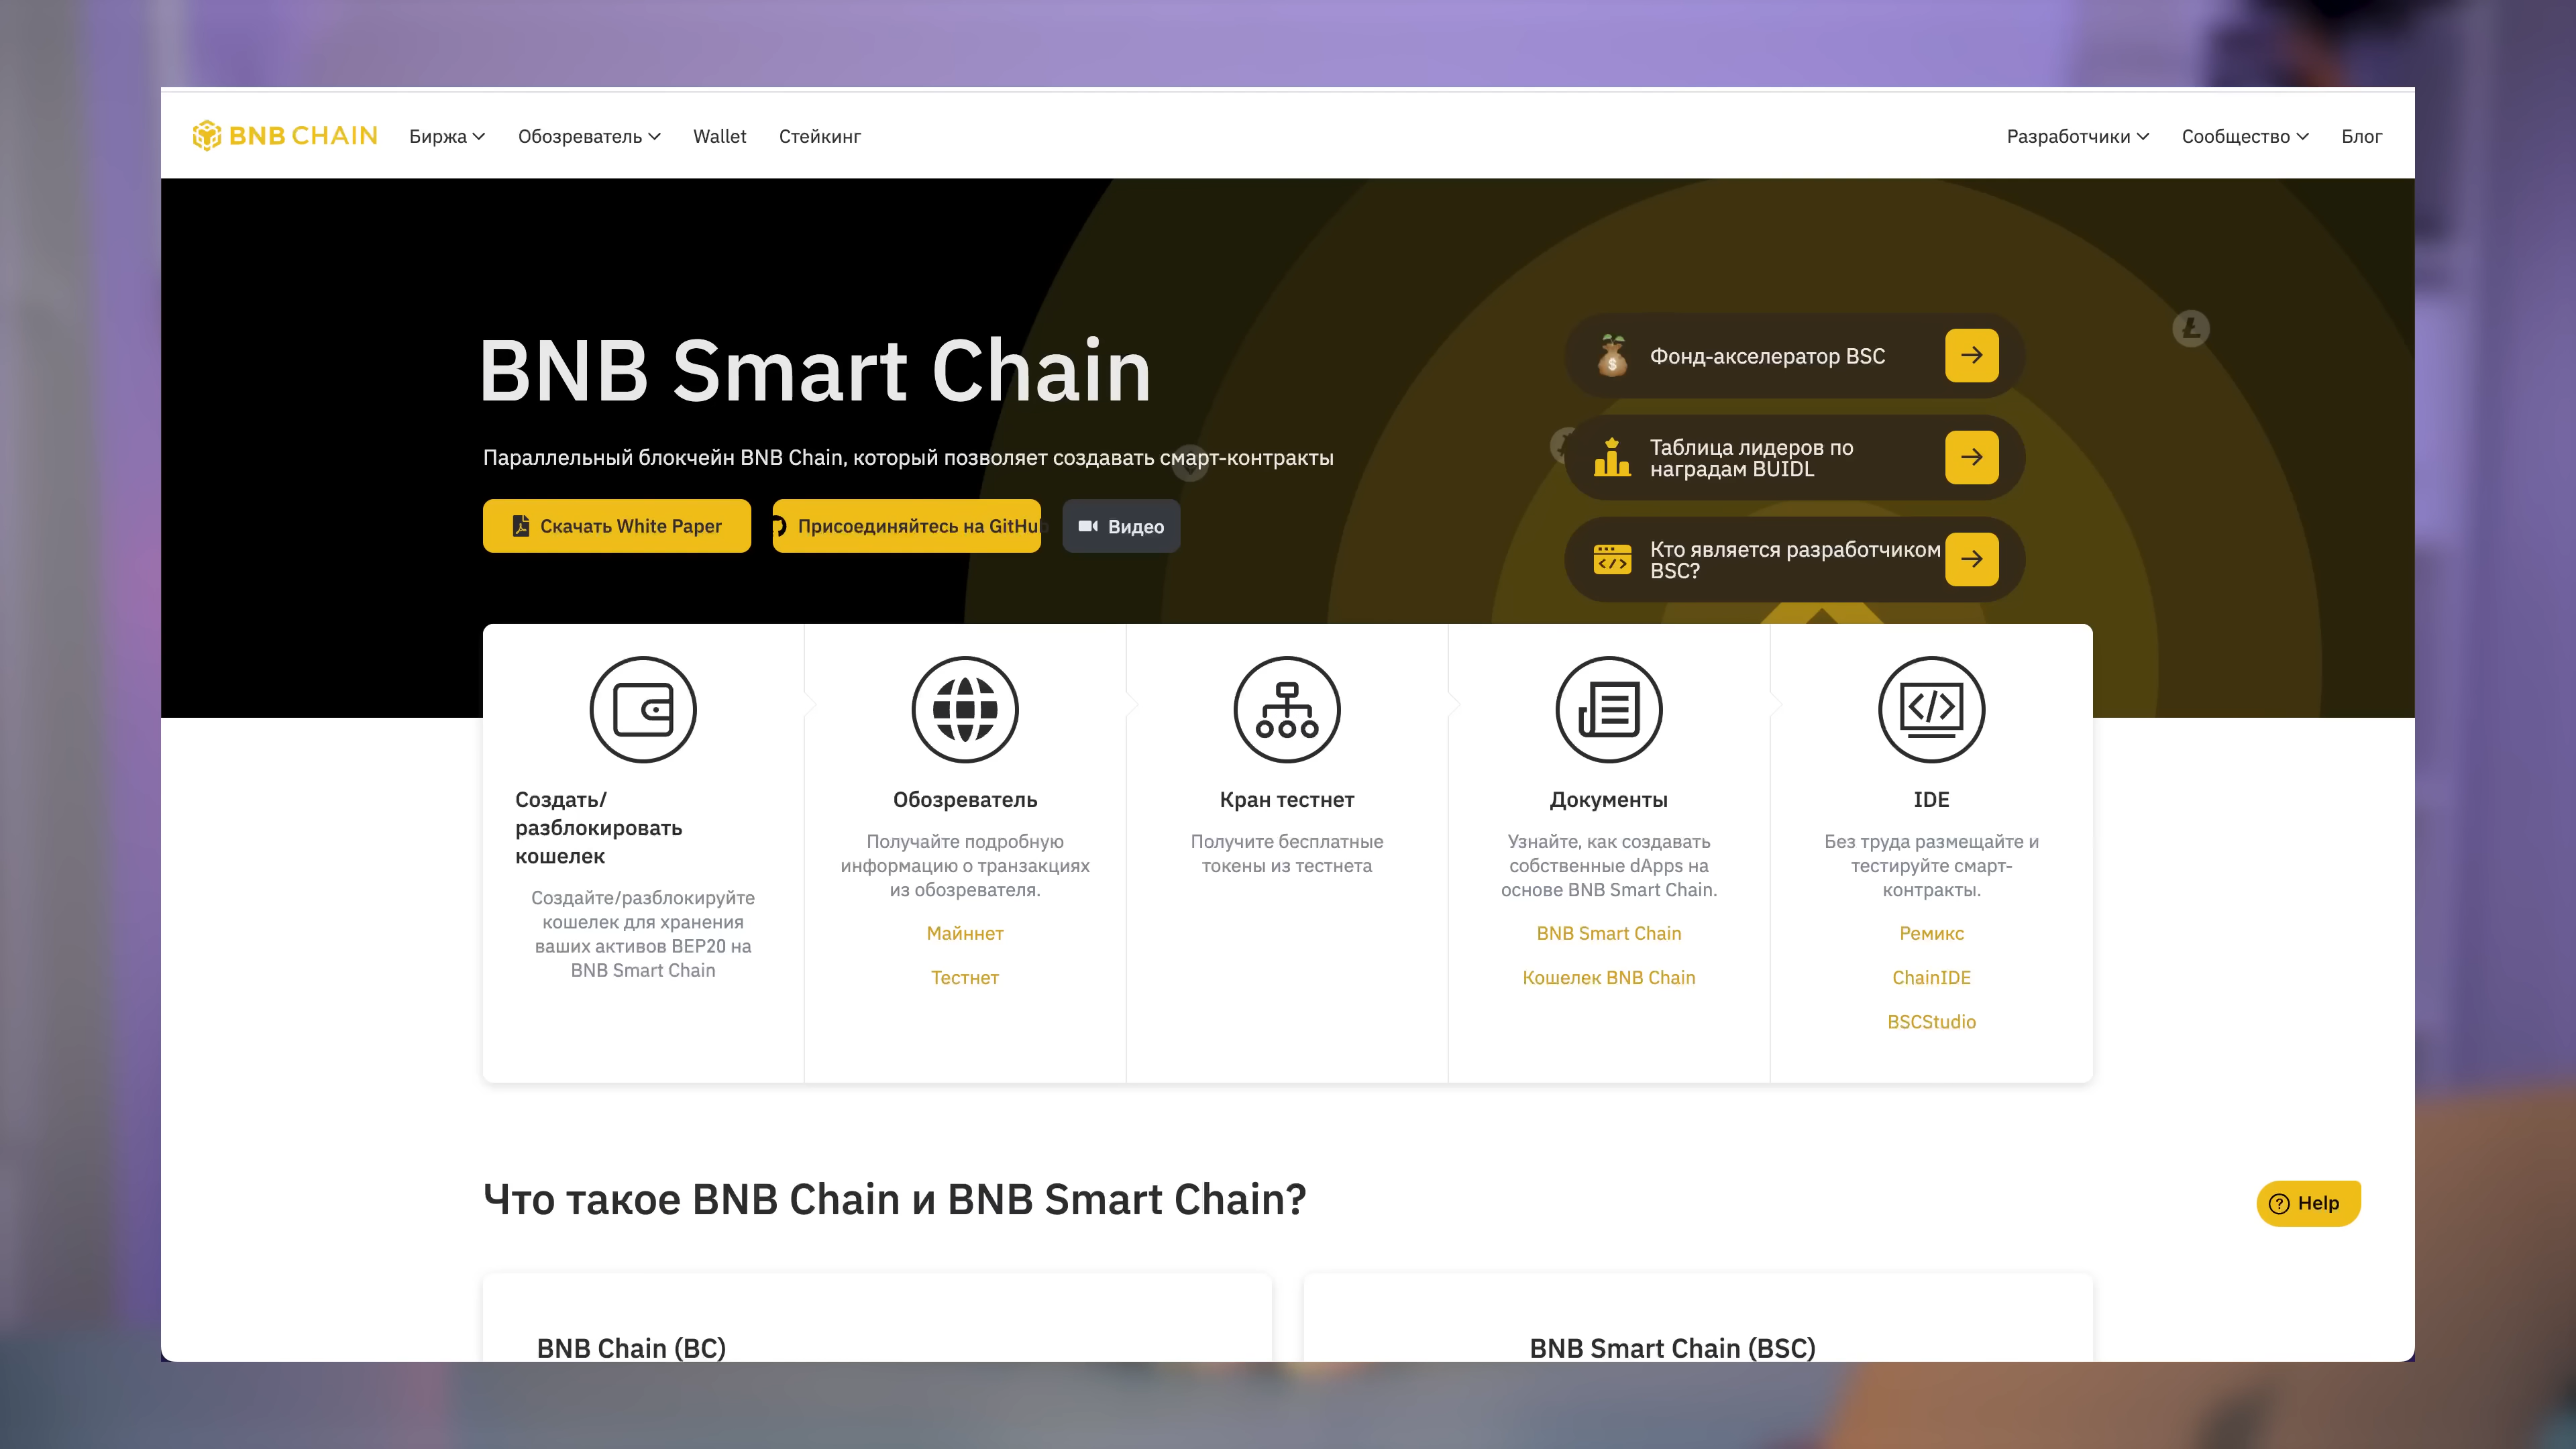 BNB CHAIN
Биржа
Обозреватель
Wallet
Стейкинг
Разработчики
Сообщество
Блог
BNB Smart Chain
Параллельный блокчейн BNB Chain, который позволяет создавать смарт-контракты
Скачать White Paper
Присоединяйтесь на GitHub
Видео
Фонд-акселератор BSC
Таблица лидеров по
наградам BUIDL
Кто является разработчиком
BSC?
Создать/
разблокировать
кошелек
Создайте/разблокируйте
кошелек для хранения
ваших активов BEP20 на
BNB Smart Chain
Обозреватель
Получайте подробную
информацию о транзакциях
из обозревателя.
Майннет
Тестнет
Кран тестнет
Получите бесплатные
токены из тестнета
Документы
Узнайте, как создавать
собственные dApps на
основе BNB Smart Chain.
BNB Smart Chain
Кошелек BNB Chain
IDE
Без труда размещайте и
тестируйте смарт-
контракты.
Ремикс
ChainIDE
BSCStudio
Что такое BNB Chain и BNB Smart Chain?
Help
BNB Chain (BC)
BNB Smart Chain (BSC)